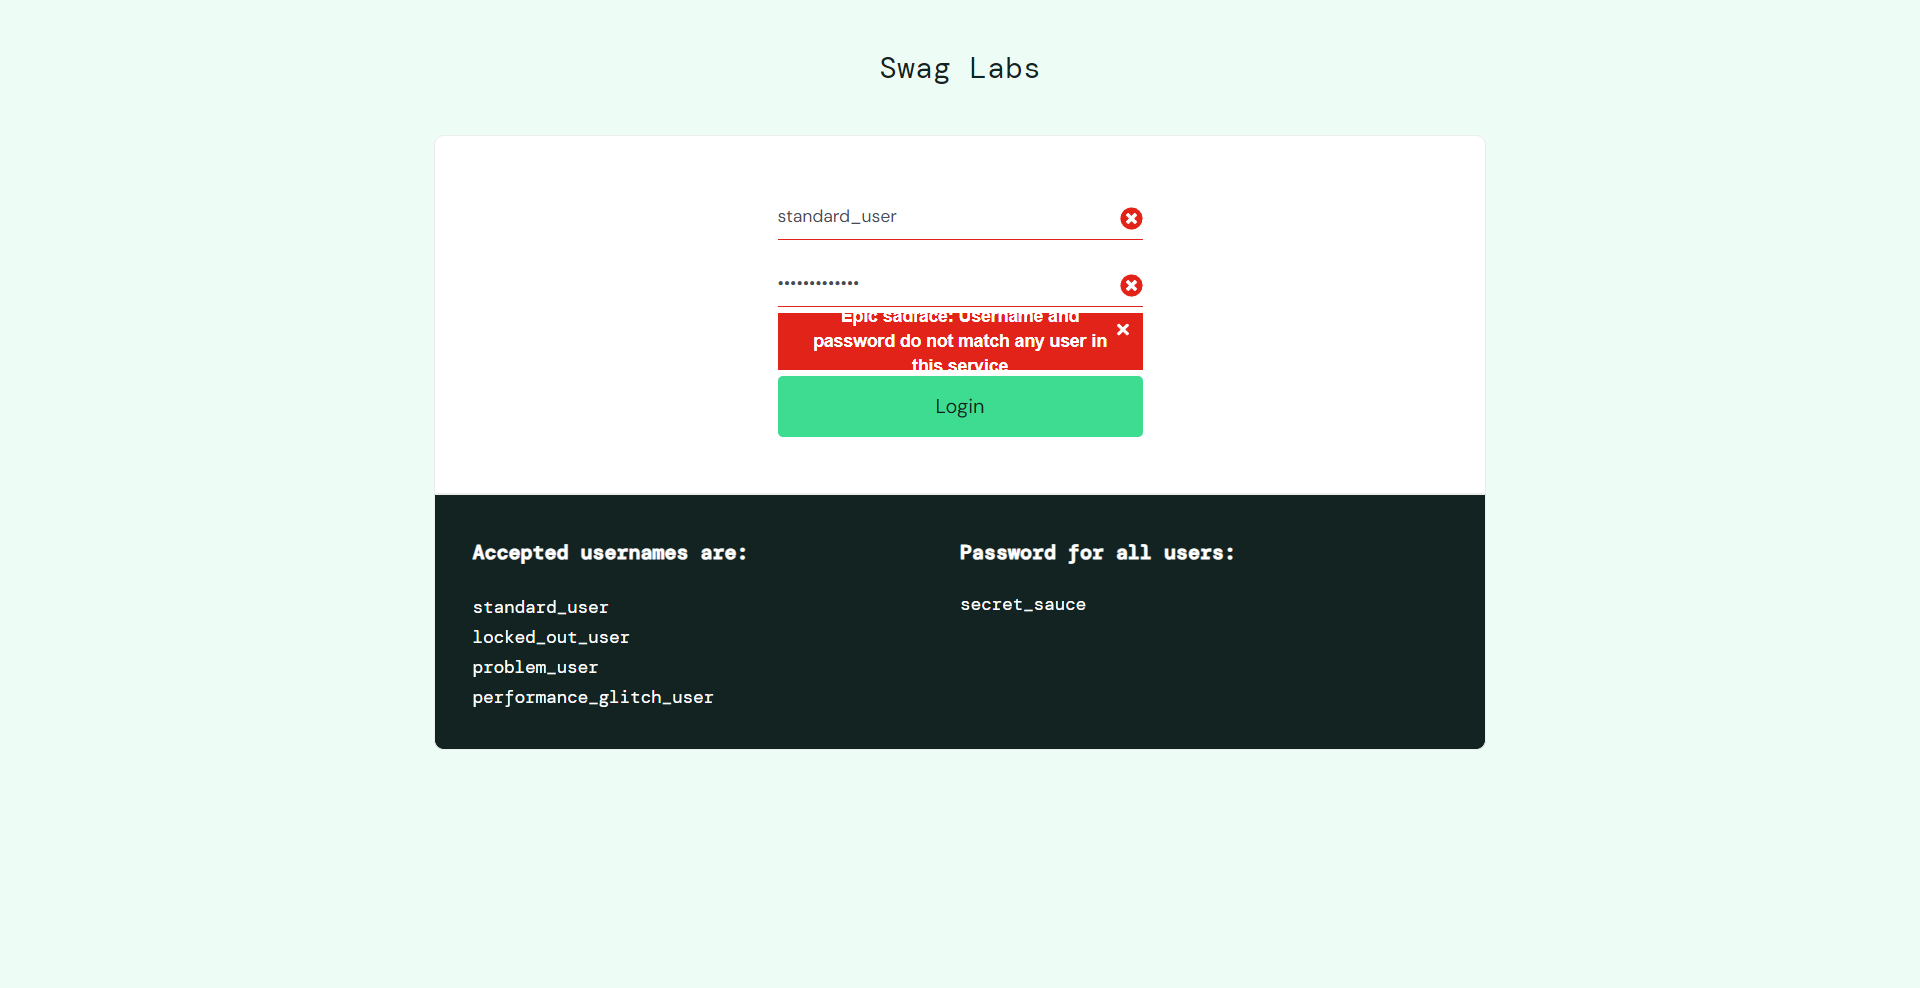 Swag Labs
standard_user
•••••••••••••
Epic sadface: Username and
password do not match any user in
this service
Login
Accepted usernames are:
standard_user
locked_out_user
problem_user
performance_glitch_user
Password for all users:
secret_sauce